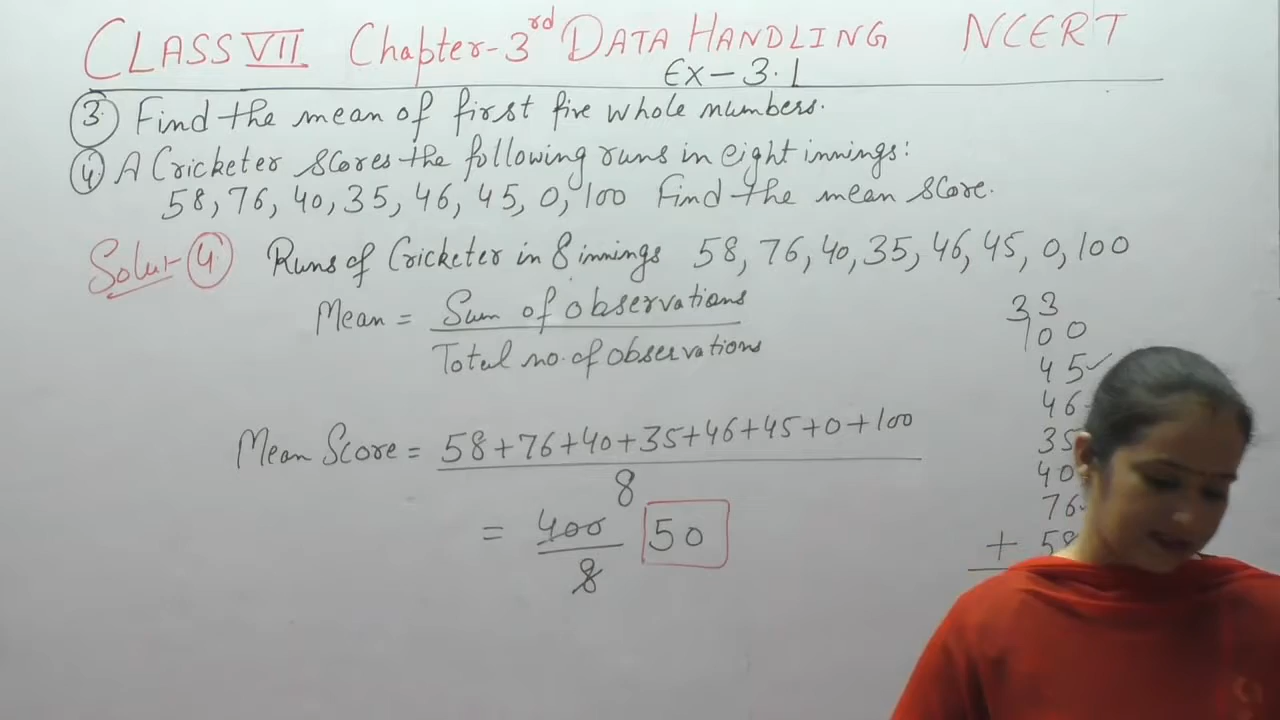 CLASS VII Chapter-3rd DATA HANDLING NCERT
Ex-3.1
3. Find the mean of first five whole numbers.
4. A Cricketer scores the following runs in eight innings:
58, 76, 40, 35, 46, 45, 0, 100 Find the mean score.
Solu- 4 Runs of Cricketer in 8 innings 58, 76, 40, 35, 46, 45, 0, 100
Mean = Sum of observations
Total no. of observations
Mean Score = 58+76+40+35+46+45+0+100
8
= 400 50
8
33
100
45✓
46
35
40
76
+ 58